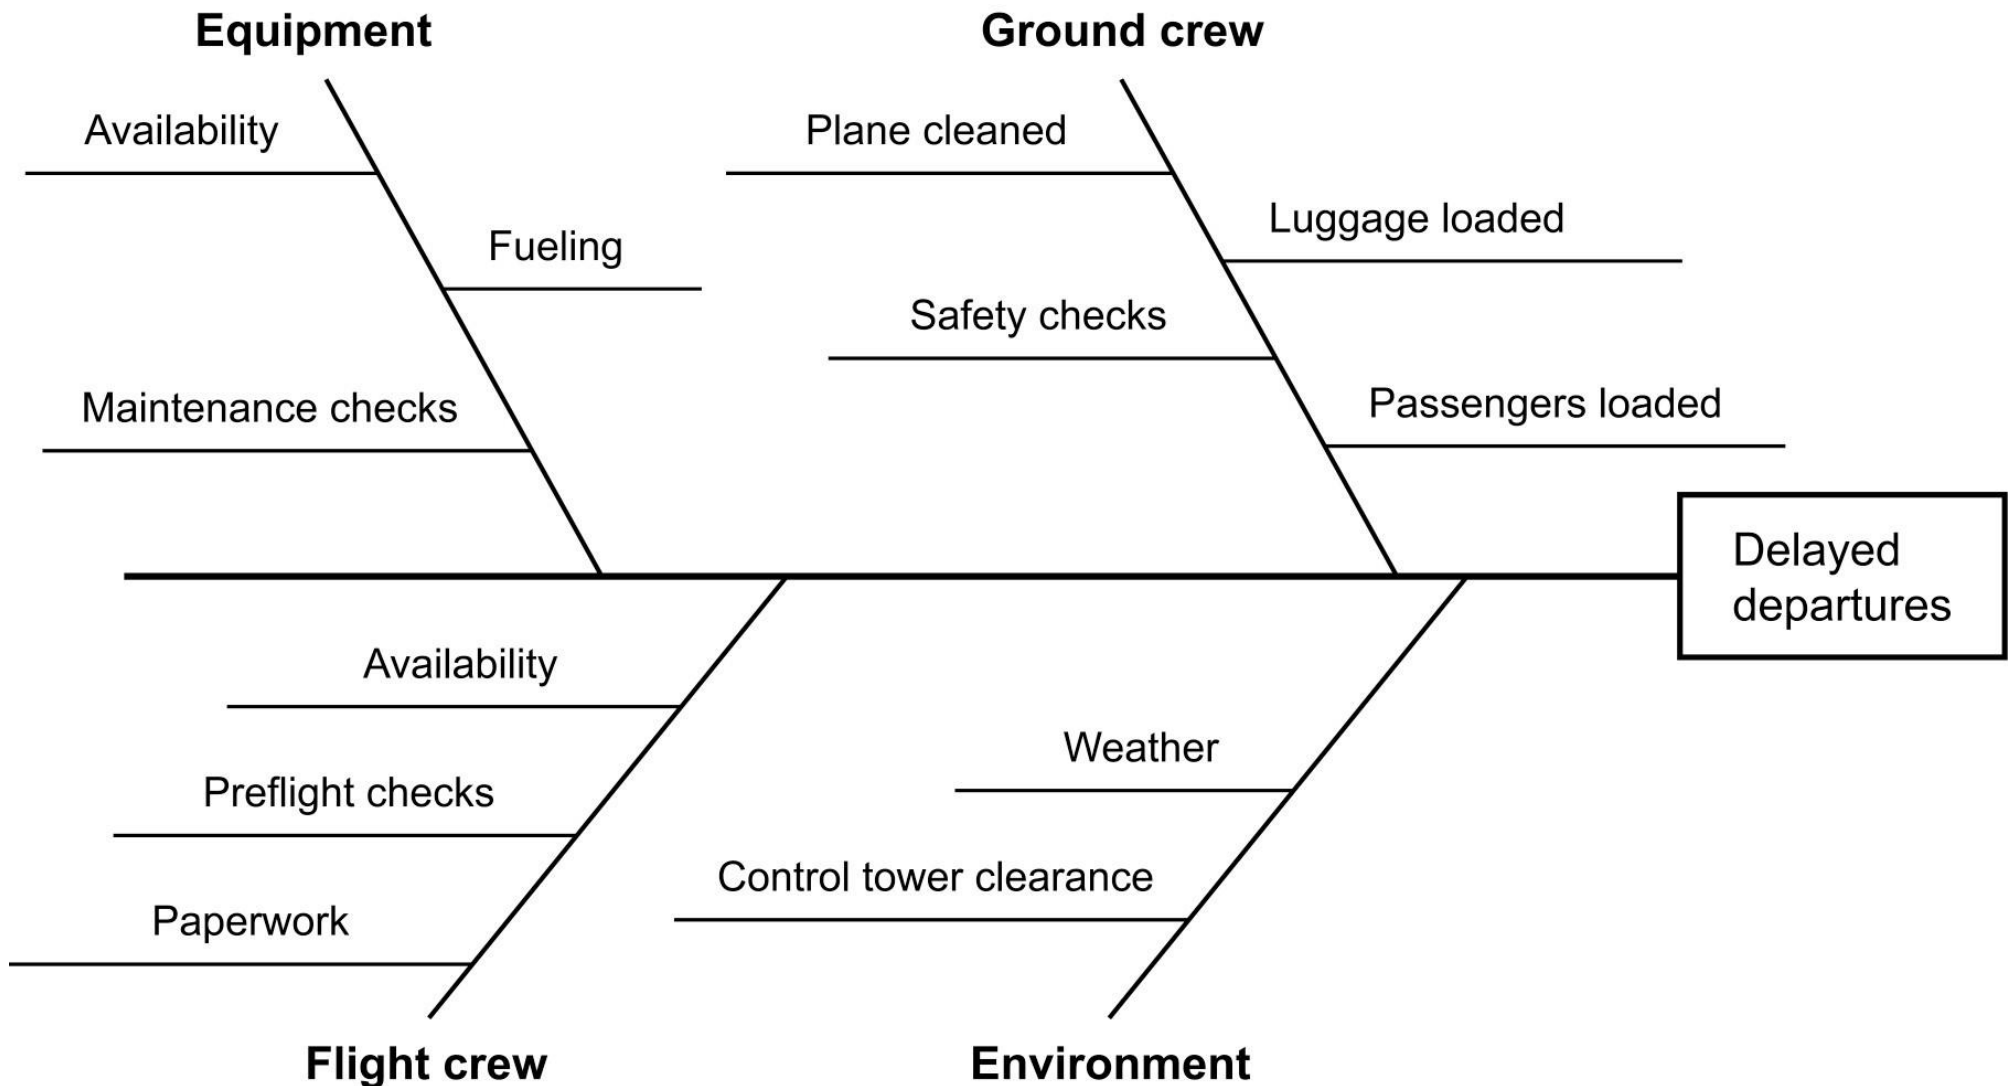 Equipment
Ground crew
Availability
Plane cleaned
Luggage loaded
Fueling
Safety checks
Maintenance checks
Passengers loaded
Delayed
departures
Availability
Weather
Preflight checks
Control tower clearance
Paperwork
Flight crew
Environment